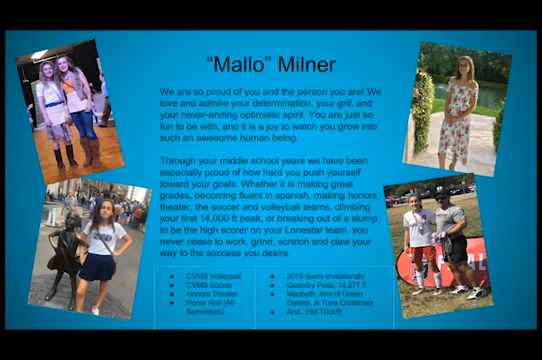 “Mallo” Milner
We are so proud of you and the person you are! We
love and admire your determination, your grit, and
your never-ending optimistic spirit. You are just so
fun to be with, and it is a joy to watch you grow into
such an awesome human being.
Through your middle school years we have been
especially proud of how hard you push yourself
toward your goals. Whether it is making great
grades, becoming fluent in spanish, making honors
theater, the soccer and volleyball teams, climbing
your first 14,000 ft peak, or breaking out of a slump
to be the high scorer on your Lonestar team, you
never cease to work, grind, scratch and claw your
way to the success you desire.
● CVMS Volleyball
● CVMS Soccer
● Honors Theater
● Honor Roll (All
Semesters)
● 2019 Swim Invitationals
● Quandry Peak, 14,271 ft
● Macbeth, Ann of Green
Gables, A Tuna Christmas
● And...Hat Trick!!!